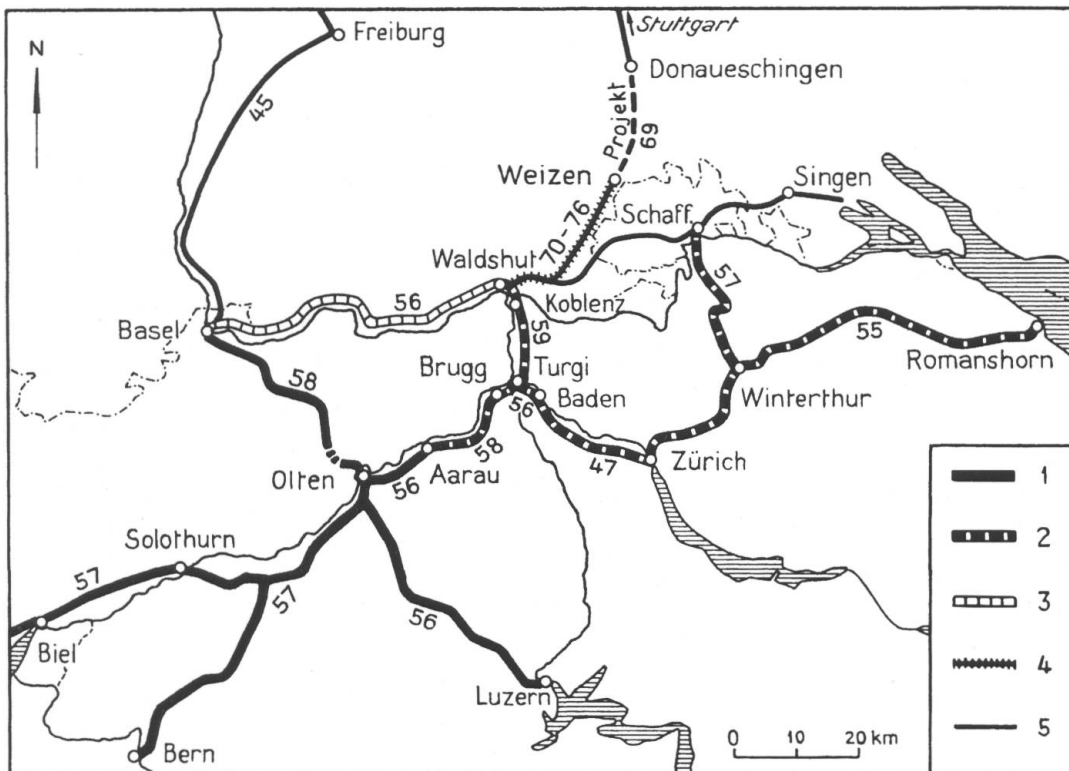 Stuttgart
N
Freiburg
Donaueschingen
45
Projekt
69
Weizen
Singen
Schaff.
70-76
Waldshut
57
56
Koblenz
Basel
59
55
Romanshorn
Brugg
Turgi
58
56
Baden
Winterthur
58
47
Zürich
Olten
56
Aarau
1
Solothurn
2
57
57
56
3
Biel
4
Luzern
Bern
0 10 20 km
5